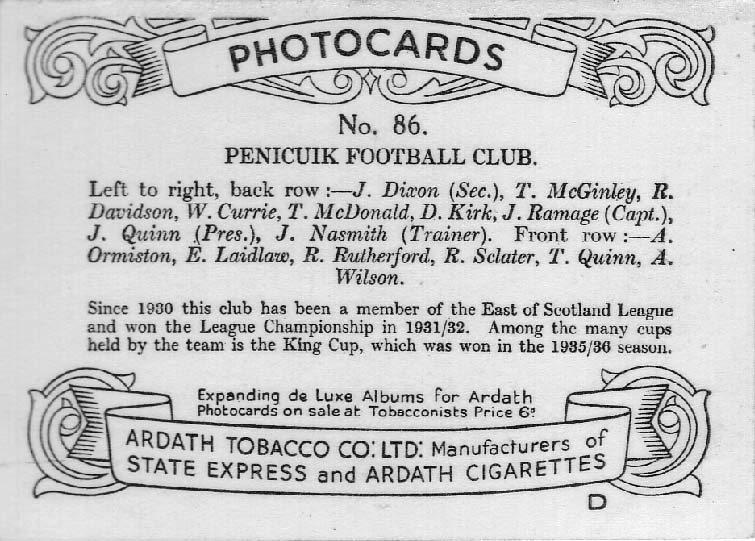 PHOTOCARDS
No. 86.
PENICUIK FOOTBALL CLUB.
Left to right, back row :—J. Dixon (Sec.), T. McGinley, R.
Davidson, W. Currie, T. McDonald, D. Kirk, J. Ramage (Capt.),
J. Quinn (Pres.), J. Nasmith (Trainer). Front row :—A.
Ormiston, E. Laidlaw, R. Rutherford, R. Sclater, T. Quinn, A.
Wilson.
Since 1930 this club has been a member of the East of Scotland League
and won the League Championship in 1931/32. Among the many cups
held by the team is the King Cup, which was won in the 1935/36 season.
Expanding de Luxe Albums for Ardath
Photocards on sale at Tobacconists Price 6ᵈ
ARDATH TOBACCO CO: LTD: Manufacturers of
STATE EXPRESS and ARDATH CIGARETTES
D